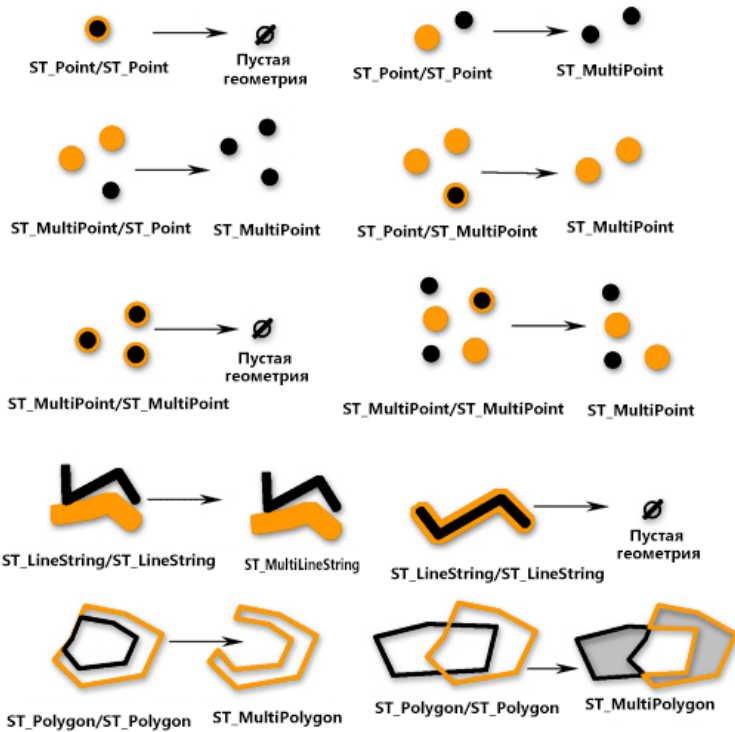 ST_Point/ST_Point
Пустая
геометрия
ST_Point/ST_Point
ST_MultiPoint
ST_MultiPoint/ST_Point
ST_MultiPoint
ST_Point/ST_MultiPoint
ST_MultiPoint
ST_MultiPoint/ST_MultiPoint
Пустая
геометрия
ST_MultiPoint/ST_MultiPoint
ST_MultiPoint
ST_LineString/ST_LineString
ST_MultiLineString
ST_LineString/ST_LineString
Пустая
геометрия
ST_Polygon/ST_Polygon
ST_MultiPolygon
ST_Polygon/ST_Polygon
ST_MultiPolygon